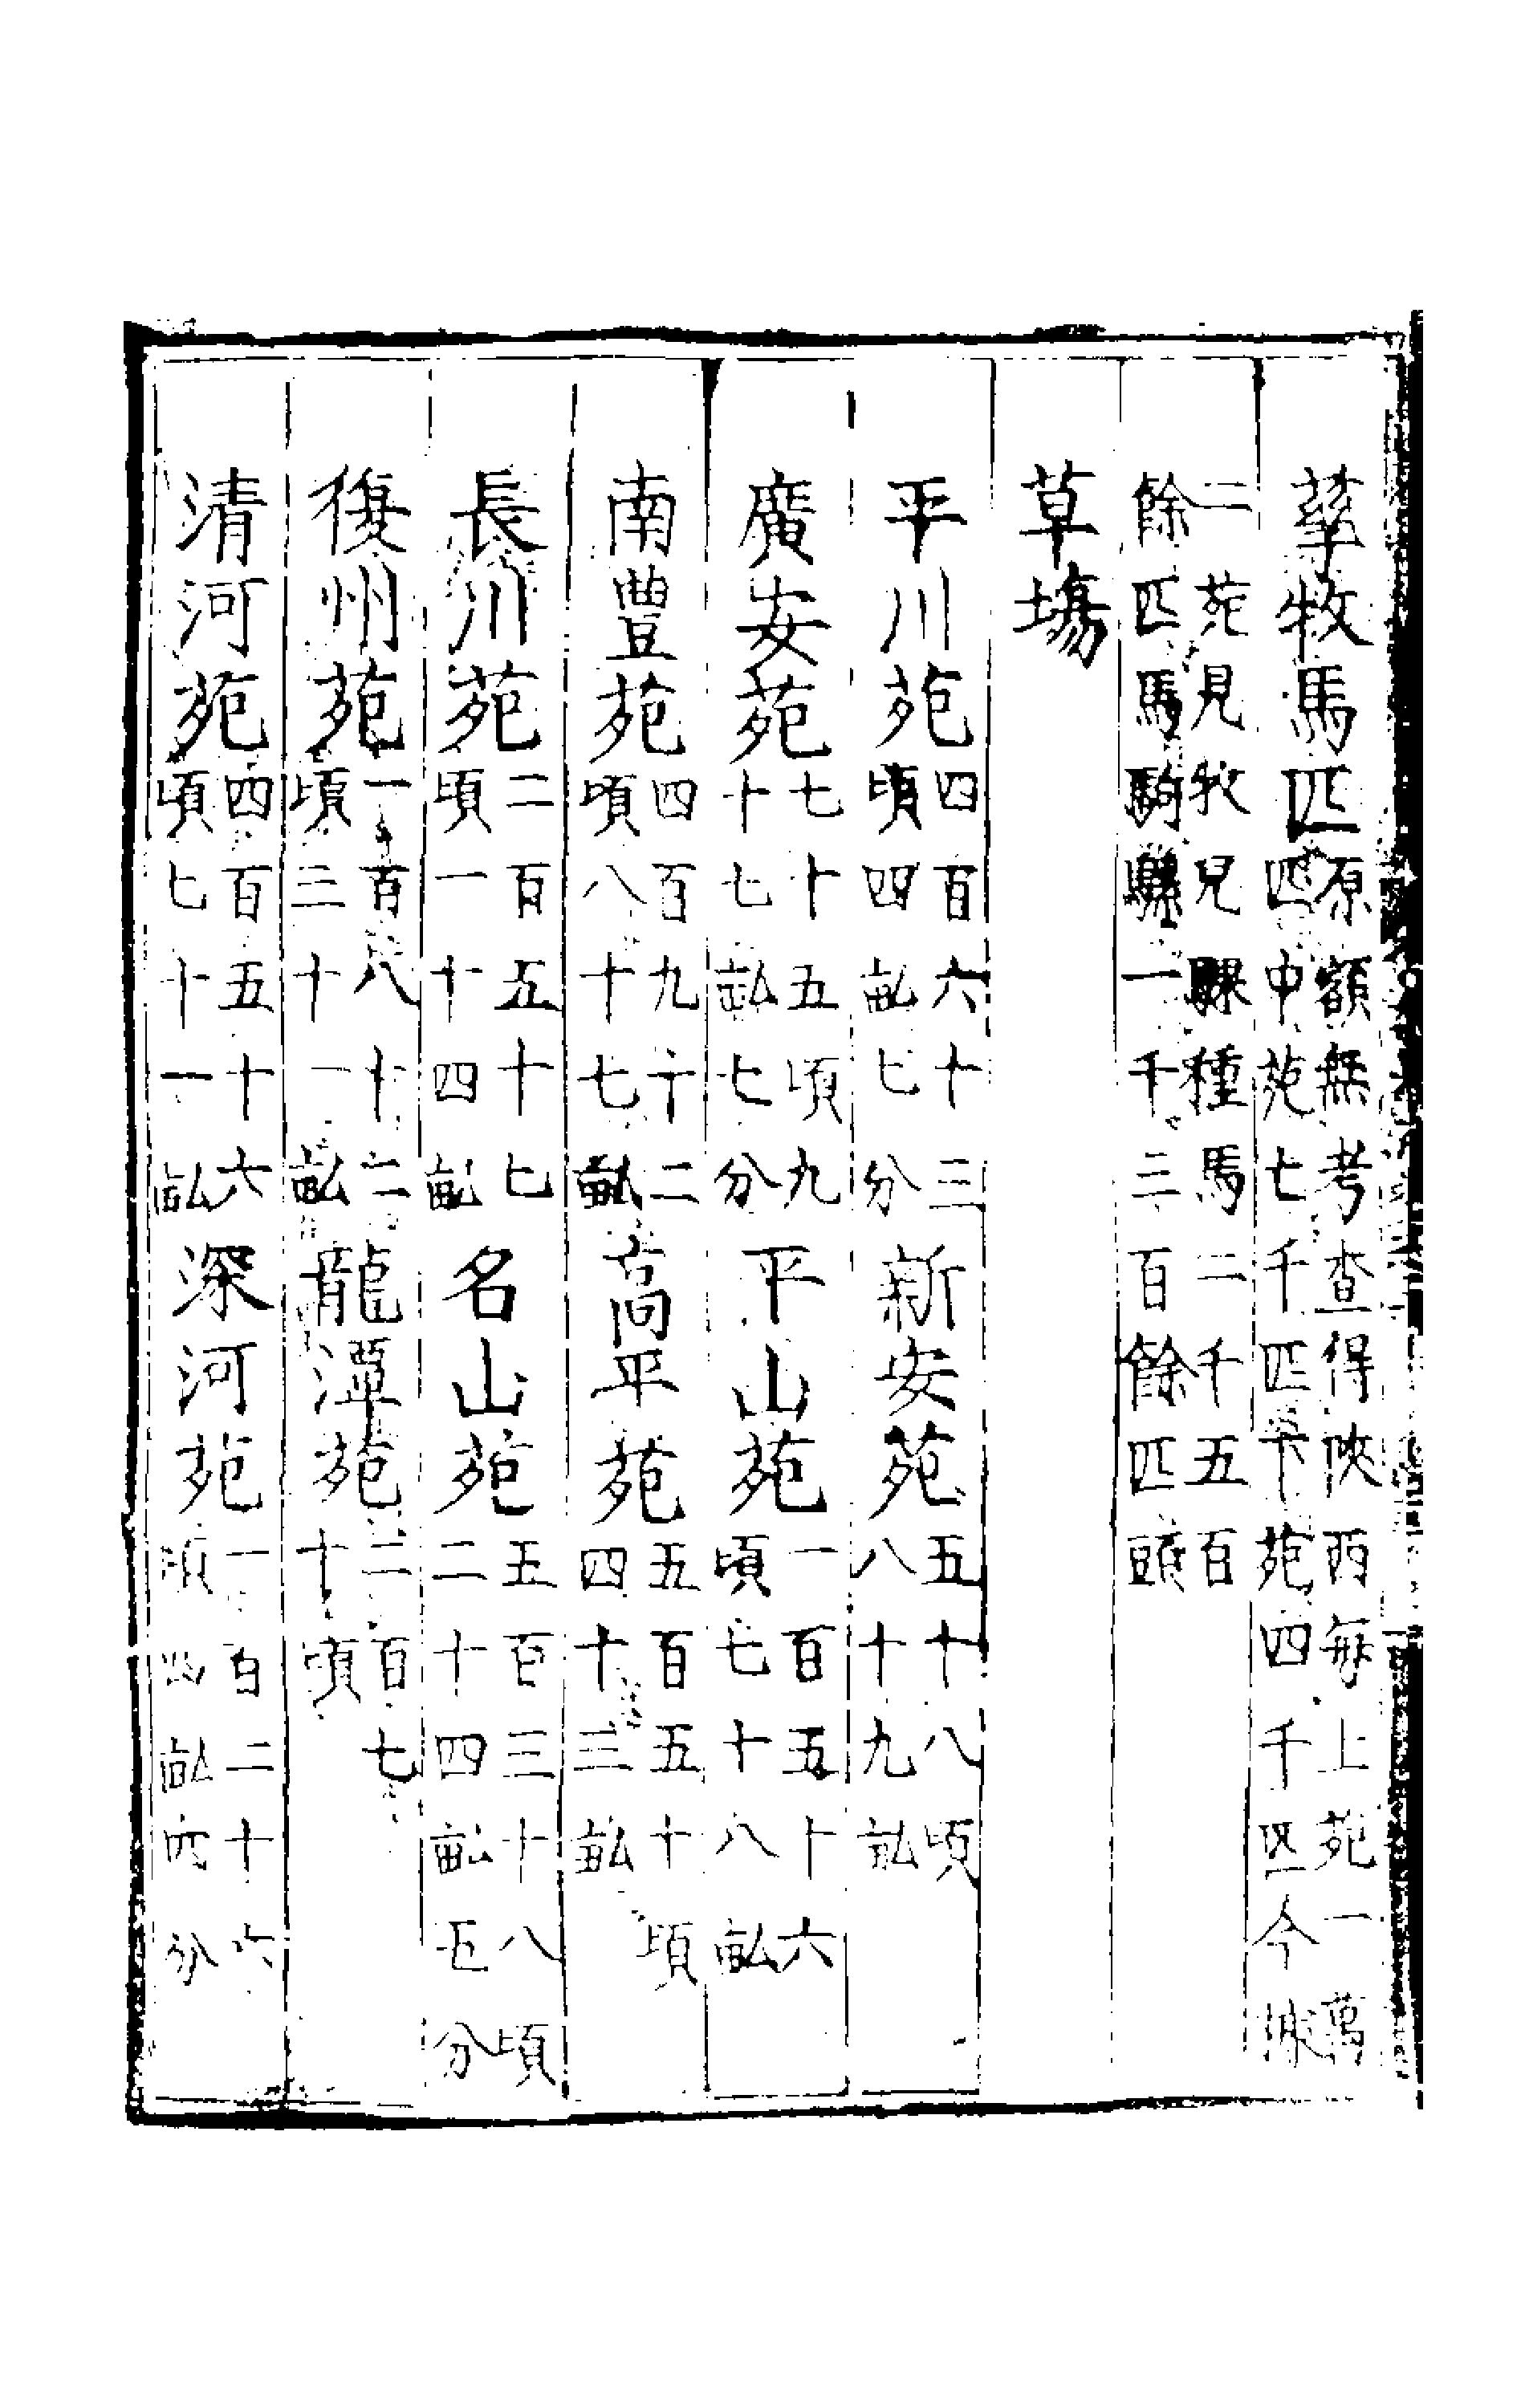 孳牧馬匹原額無考查得陜西每上苑一萬
匹中苑七千匹下苑四千匹今據
二苑見牧兒騍種馬二千五百
餘匹馬駒騾一千三百餘匹頭
草場
平川苑四百六十三
頃四畝七分新安苑五十八頃
八十九畝
廣安苑七十五頃九
十七畝七分平山苑一百五十六
頃七十八畝
南豊苑四百九十二
頃八十七畝高平苑五百五十頃
四十三畝
長川苑二百五十七
頃一十四畝名山苑五百三十八頃
二十四畝五分
復州苑一百八十二
頃三十一畝龍潭苑二百七
十頃
清河苑四百五十六
頃七十一畝深河苑一百二十六
頃四畝四分